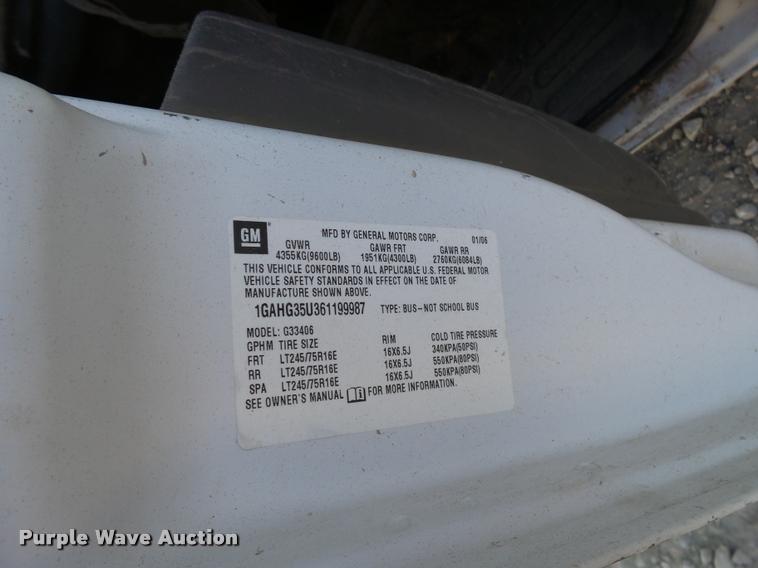 GM ® MFD BY GENERAL MOTORS CORP. 01/06
GVWR GAWR FRT GAWR RR
4355KG(9600LB) 1951KG(4300LB) 2760KG(6084LB)
THIS VEHICLE CONFORMS TO ALL APPLICABLE U.S. FEDERAL MOTOR
VEHICLE SAFETY STANDARDS IN EFFECT ON THE DATE OF
MANUFACTURE SHOWN ABOVE.
1GAHG35U361199987 TYPE: BUS-NOT SCHOOL BUS
MODEL: G33406
GPHM TIRE SIZE RIM COLD TIRE PRESSURE
FRT LT245/75R16E 16X6.5J 340KPA(50PSI)
RR LT245/75R16E 16X6.5J 550KPA(80PSI)
SPA LT245/75R16E 16X6.5J 550KPA(80PSI)
SEE OWNER'S MANUAL FOR MORE INFORMATION.
Purple Wave Auction